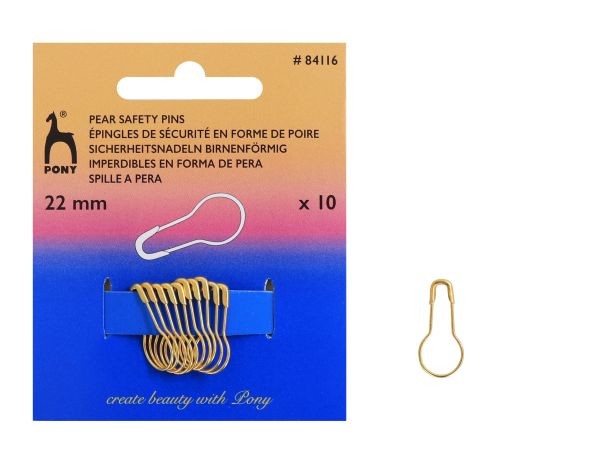 # 84116
®
PONY
PEAR SAFETY PINS
ÉPINGLES DE SÉCURITÉ EN FORME DE POIRE
SICHERHEITSNADELN BIRNENFÖRMIG
IMPERDIBLES EN FORMA DE PERA
SPILLE A PERA
22 mm x 10
create beauty with Pony